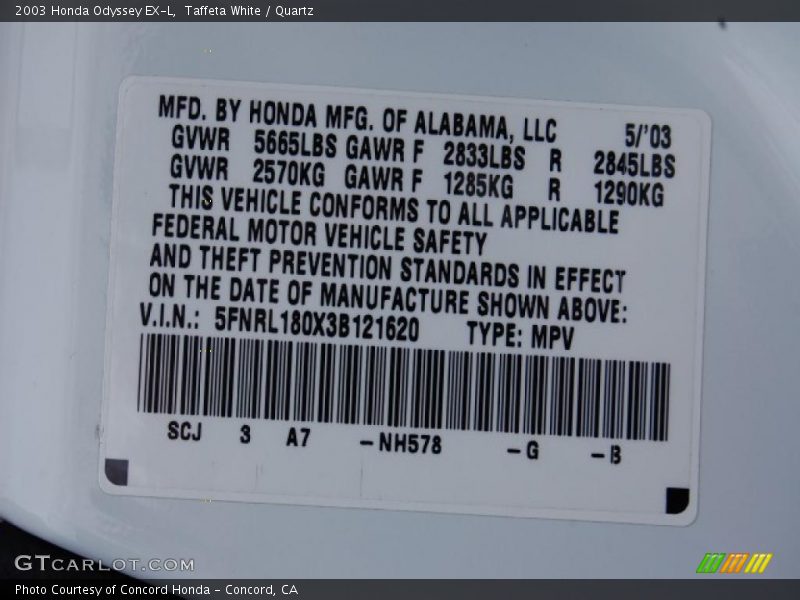 2003 Honda Odyssey EX-L, Taffeta White / Quartz
MFD. BY HONDA MFG. OF ALABAMA, LLC 5/'03
GVWR 5665LBS GAWR F 2833LBS R 2845LBS
GVWR 2570KG GAWR F 1285KG R 1290KG
THIS VEHICLE CONFORMS TO ALL APPLICABLE
FEDERAL MOTOR VEHICLE SAFETY
AND THEFT PREVENTION STANDARDS IN EFFECT
ON THE DATE OF MANUFACTURE SHOWN ABOVE:
V.I.N.: 5FNRL180X3B121620 TYPE: MPV
SCJ 3 A7 -NH578 -G -B
GTCARLOT.COM
Photo Courtesy of Concord Honda - Concord, CA